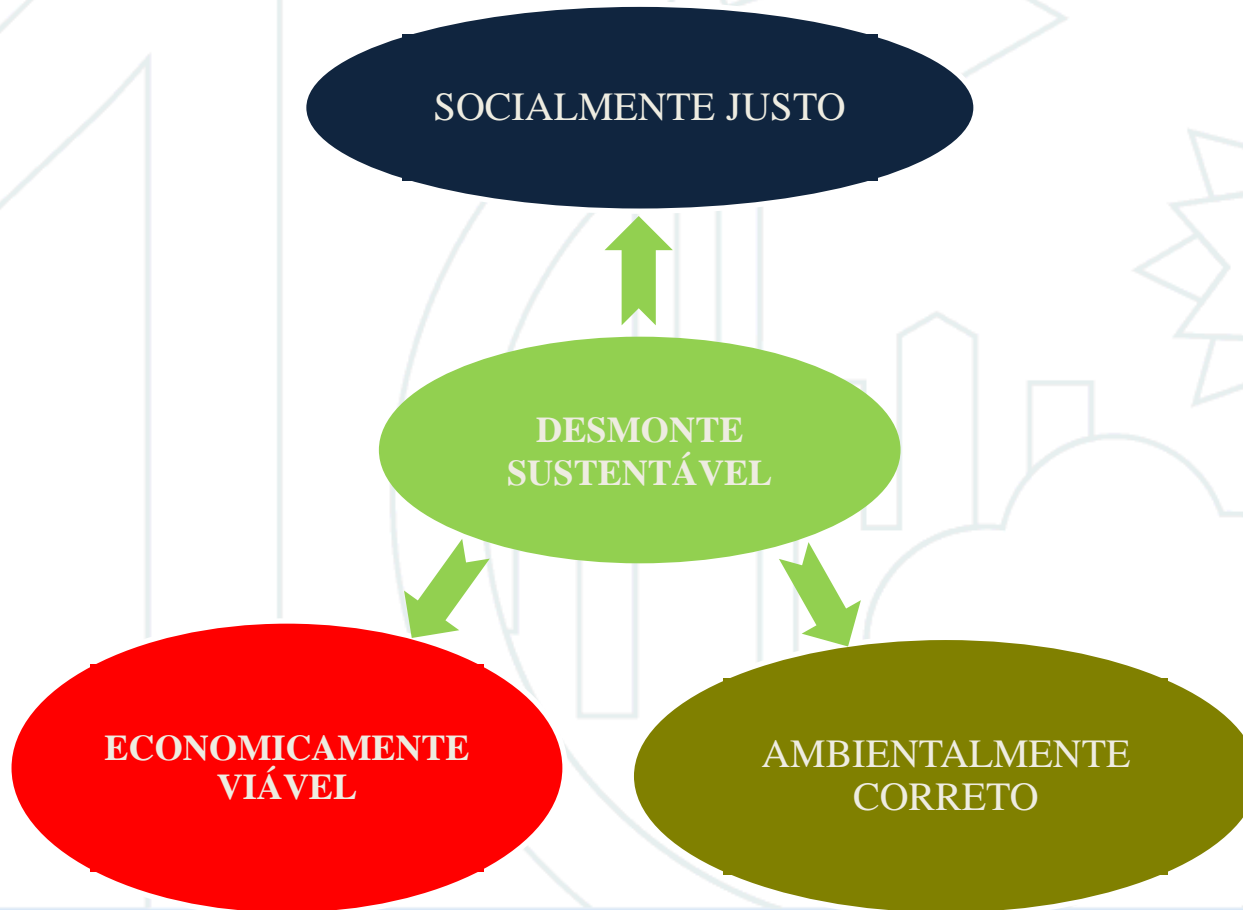 SOCIALMENTE JUSTO
DESMONTE
SUSTENTÁVEL
ECONOMICAMENTE
VIÁVEL
AMBIENTALMENTE
CORRETO